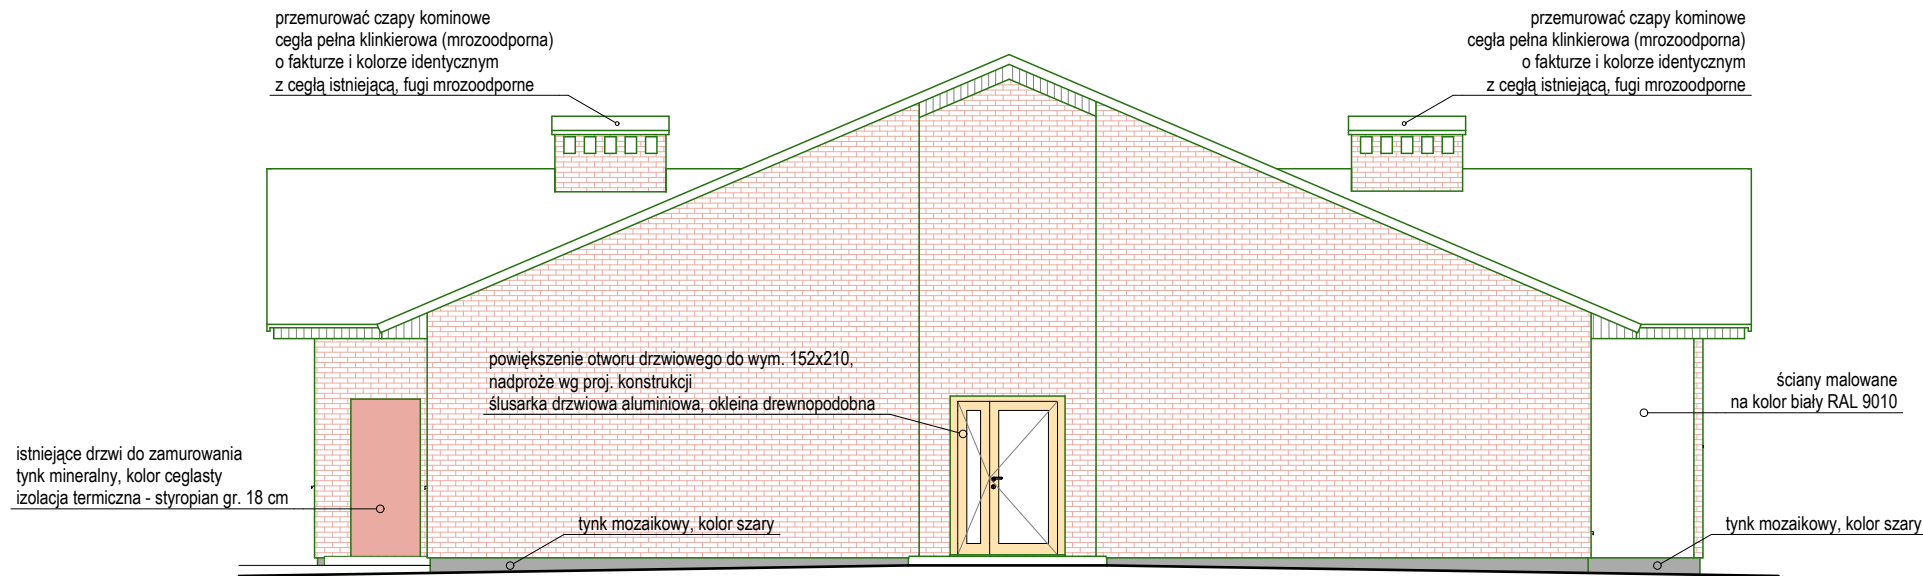 przemurować czapy kominowe
cegła pełna klinkierowa (mrozoodporna)
o fakturze i kolorze identycznym
z cegłą istniejącą, fugi mrozoodporne
przemurować czapy kominowe
cegła pełna klinkierowa (mrozoodporna)
o fakturze i kolorze identycznym
z cegłą istniejącą, fugi mrozoodporne
powiększenie otworu drzwiowego do wym. 152x210,
nadproże wg proj. konstrukcji
ślusarka drzwiowa aluminiowa, okleina drewnopodobna
ściany malowane
na kolor biały RAL 9010
istniejące drzwi do zamurowania
tynk mineralny, kolor ceglasty
izolacja termiczna - styropian gr. 18 cm
tynk mozaikowy, kolor szary
tynk mozaikowy, kolor szary